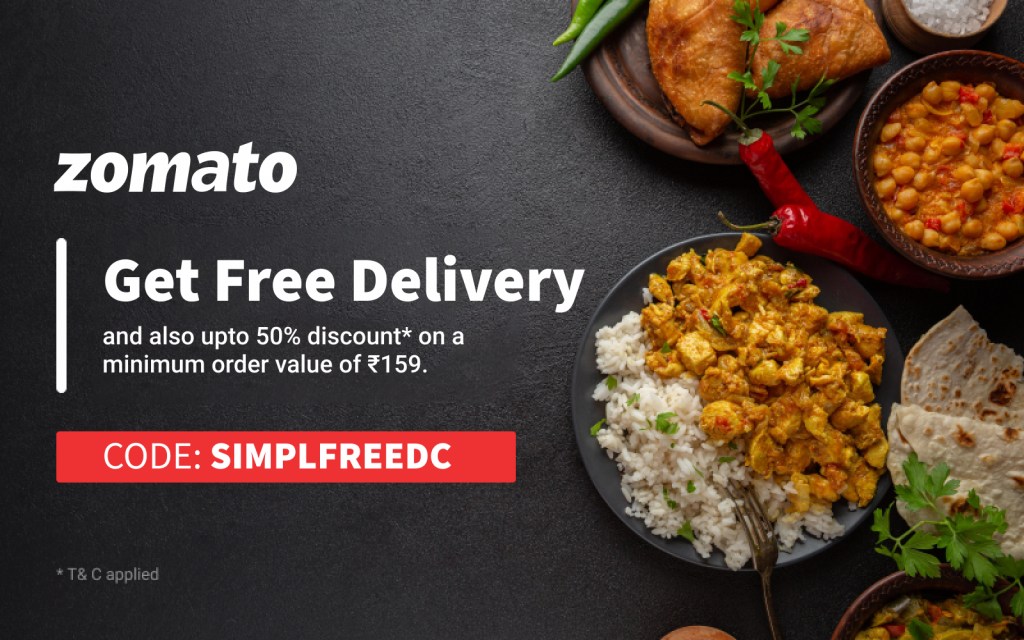 zomato
Get Free Delivery
and also upto 50% discount* on a
minimum order value of ₹159.
CODE: SIMPLFREEDC
* T& C applied